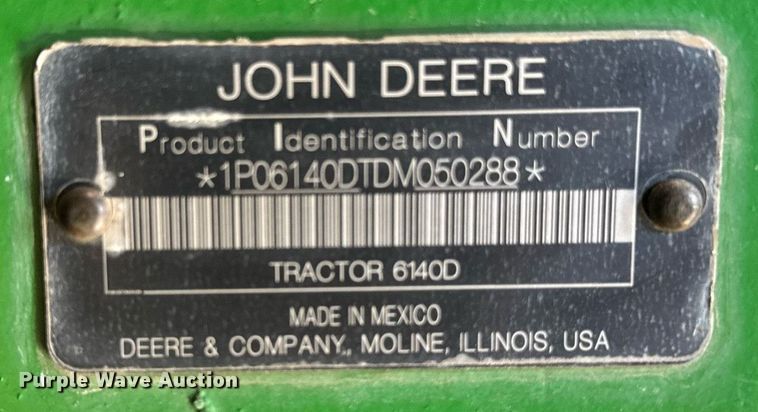 JOHN DEERE
Product Identification Number
*1P06140DTDM050288*
TRACTOR 6140D
MADE IN MEXICO
DEERE & COMPANY., MOLINE, ILLINOIS, USA
Purple Wave Auction